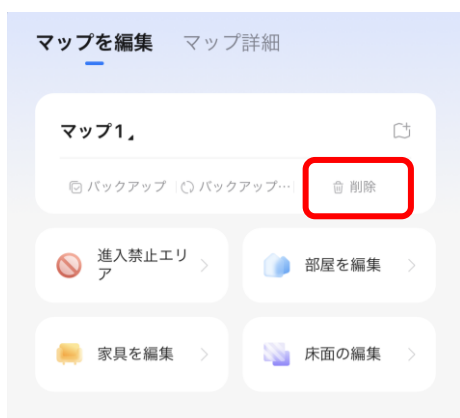 マップを編集 マップ詳細
マップ1
バックアップ バックアップ… 削除
進入禁止エリ
ア
部屋を編集
家具を編集 床面の編集